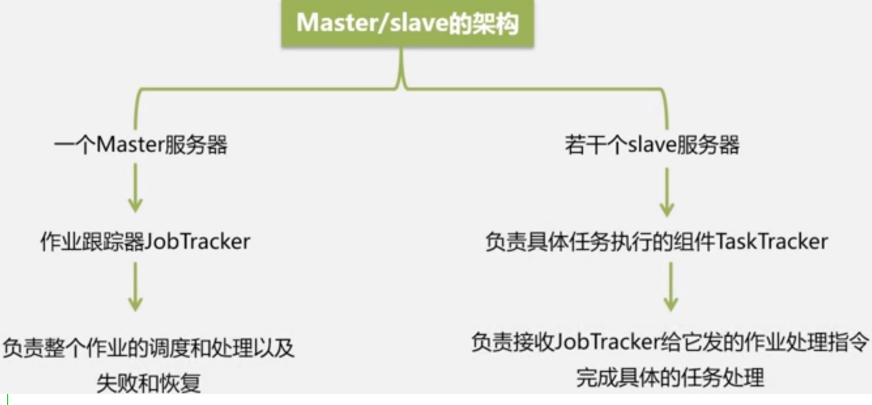 Master/slave的架构
一个Master服务器
若干个slave服务器
作业跟踪器JobTracker
负责具体任务执行的组件TaskTracker
负责整个作业的调度和处理以及
失败和恢复
负责接收JobTracker给它发的作业处理指令
完成具体的任务处理